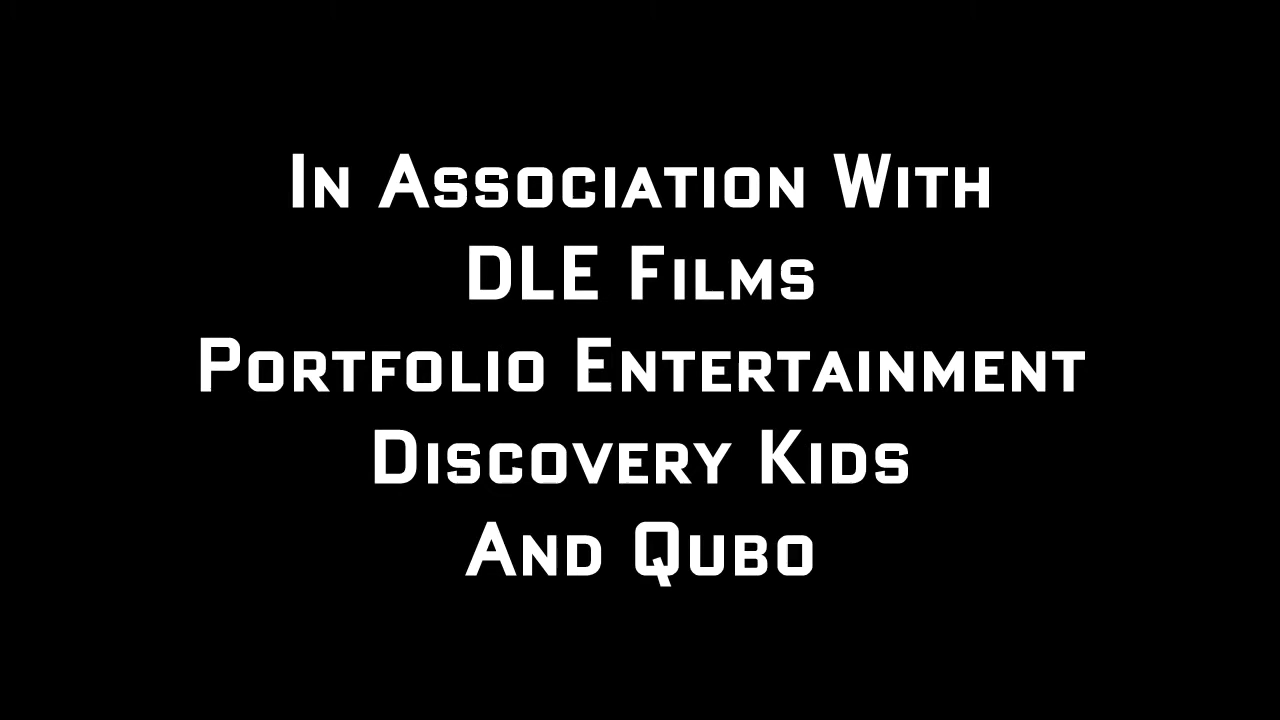 In Association With
DLE Films
Portfolio Entertainment
Discovery Kids
And Qubo